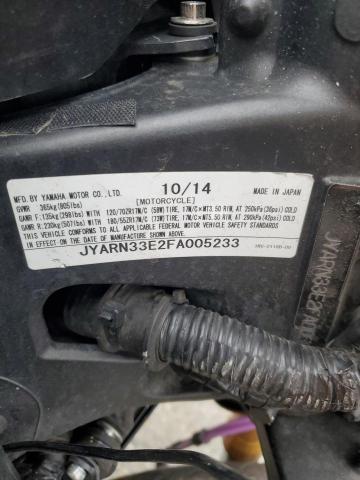 MFD. BY YAMAHA MOTOR CO., LTD. 10/14 MADE IN JAPAN
GVWR 365kg(805lbs) [MOTORCYCLE]
GAWR F: 135kg(298lbs) WITH 120/70ZR17M/C (58W) TIRE, 17M/C×MT3.50 RIM, AT 250kPa(36psi) COLD
GAWR R: 230kg(507lbs) WITH 180/55ZR17M/C (73W) TIRE, 17M/C×MT5.50 RIM, AT 290kPa(42psi) COLD
THIS VEHICLE CONFORMS TO ALL APPLICABLE FEDERAL MOTOR VEHICLE SAFETY STANDARDS IN EFFECT ON THE
DATE OF MANUFACTURE SHOWN ABOVE.
JYARN33E2FA005233